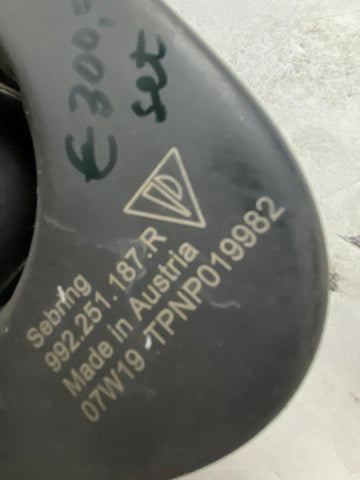 €300,-
set
Sebring
992.251.187.R
Made in Austria
07W19 TPNP019982